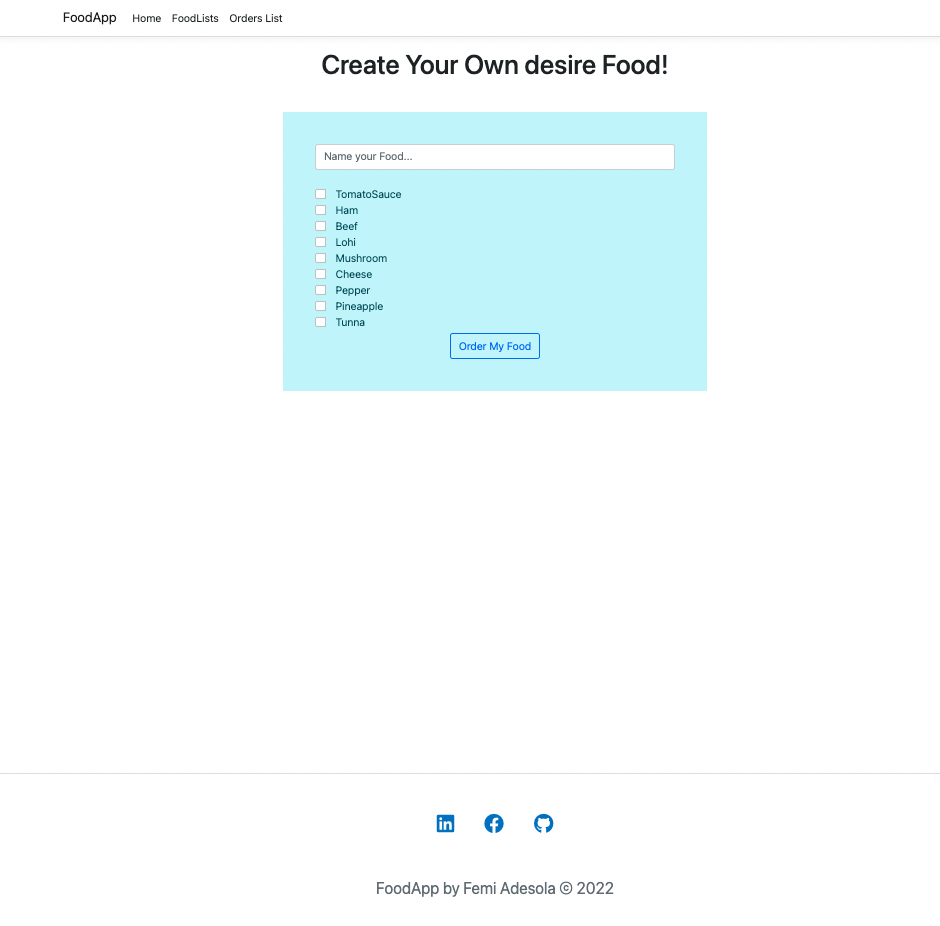 FoodApp Home FoodLists Orders List
Create Your Own desire Food!
Name your Food...
TomatoSauce
Ham
Beef
Lohi
Mushroom
Cheese
Pepper
Pineapple
Tunna
Order My Food
in
FoodApp by Femi Adesola © 2022